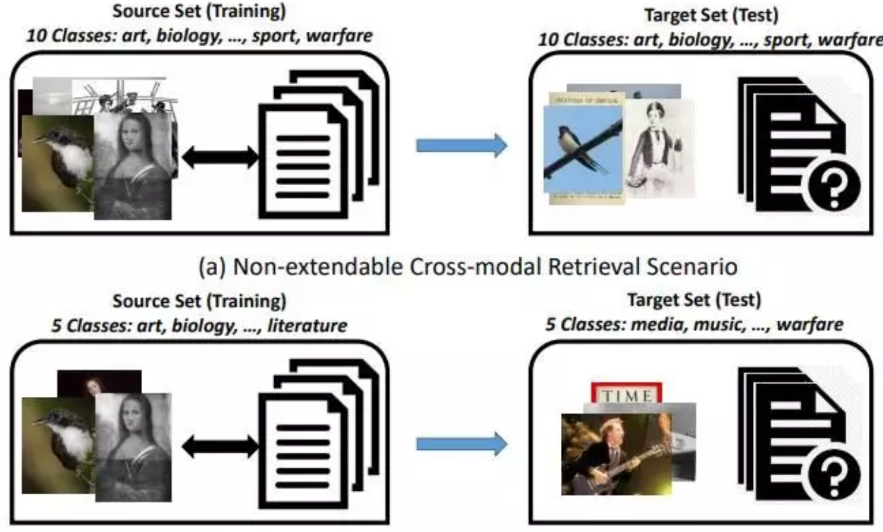 Source Set (Training)
Target Set (Test)
10 Classes: art, biology, ..., sport, warfare
10 Classes: art, biology, ..., sport, warfare
?
(a) Non-extendable Cross-modal Retrieval Scenario
Source Set (Training)
Target Set (Test)
5 Classes: art, biology, ..., literature
5 Classes: media, music, ..., warfare
TIME
?